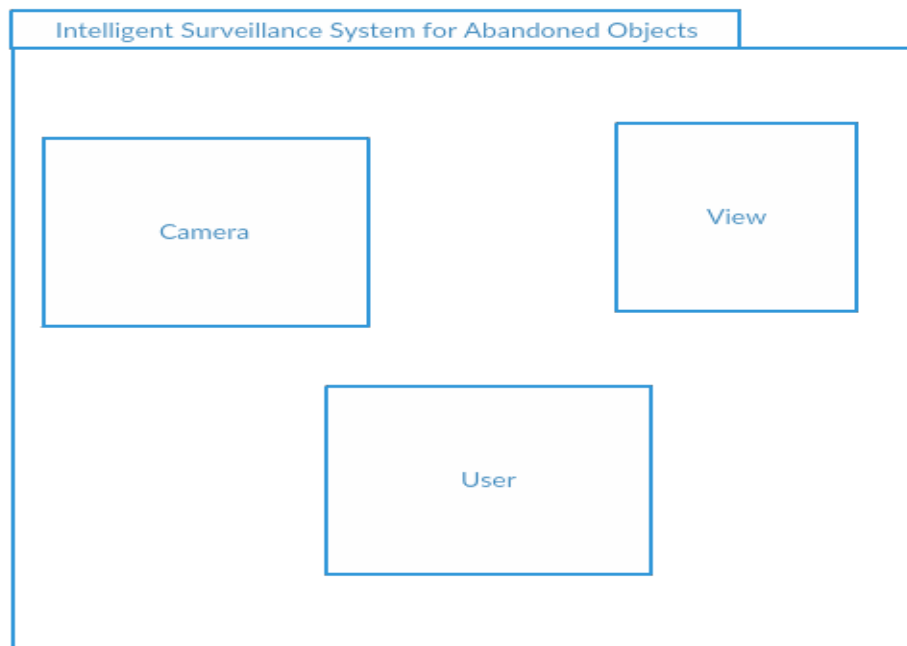 Intelligent Surveillance System for Abandoned Objects
Camera
View
User